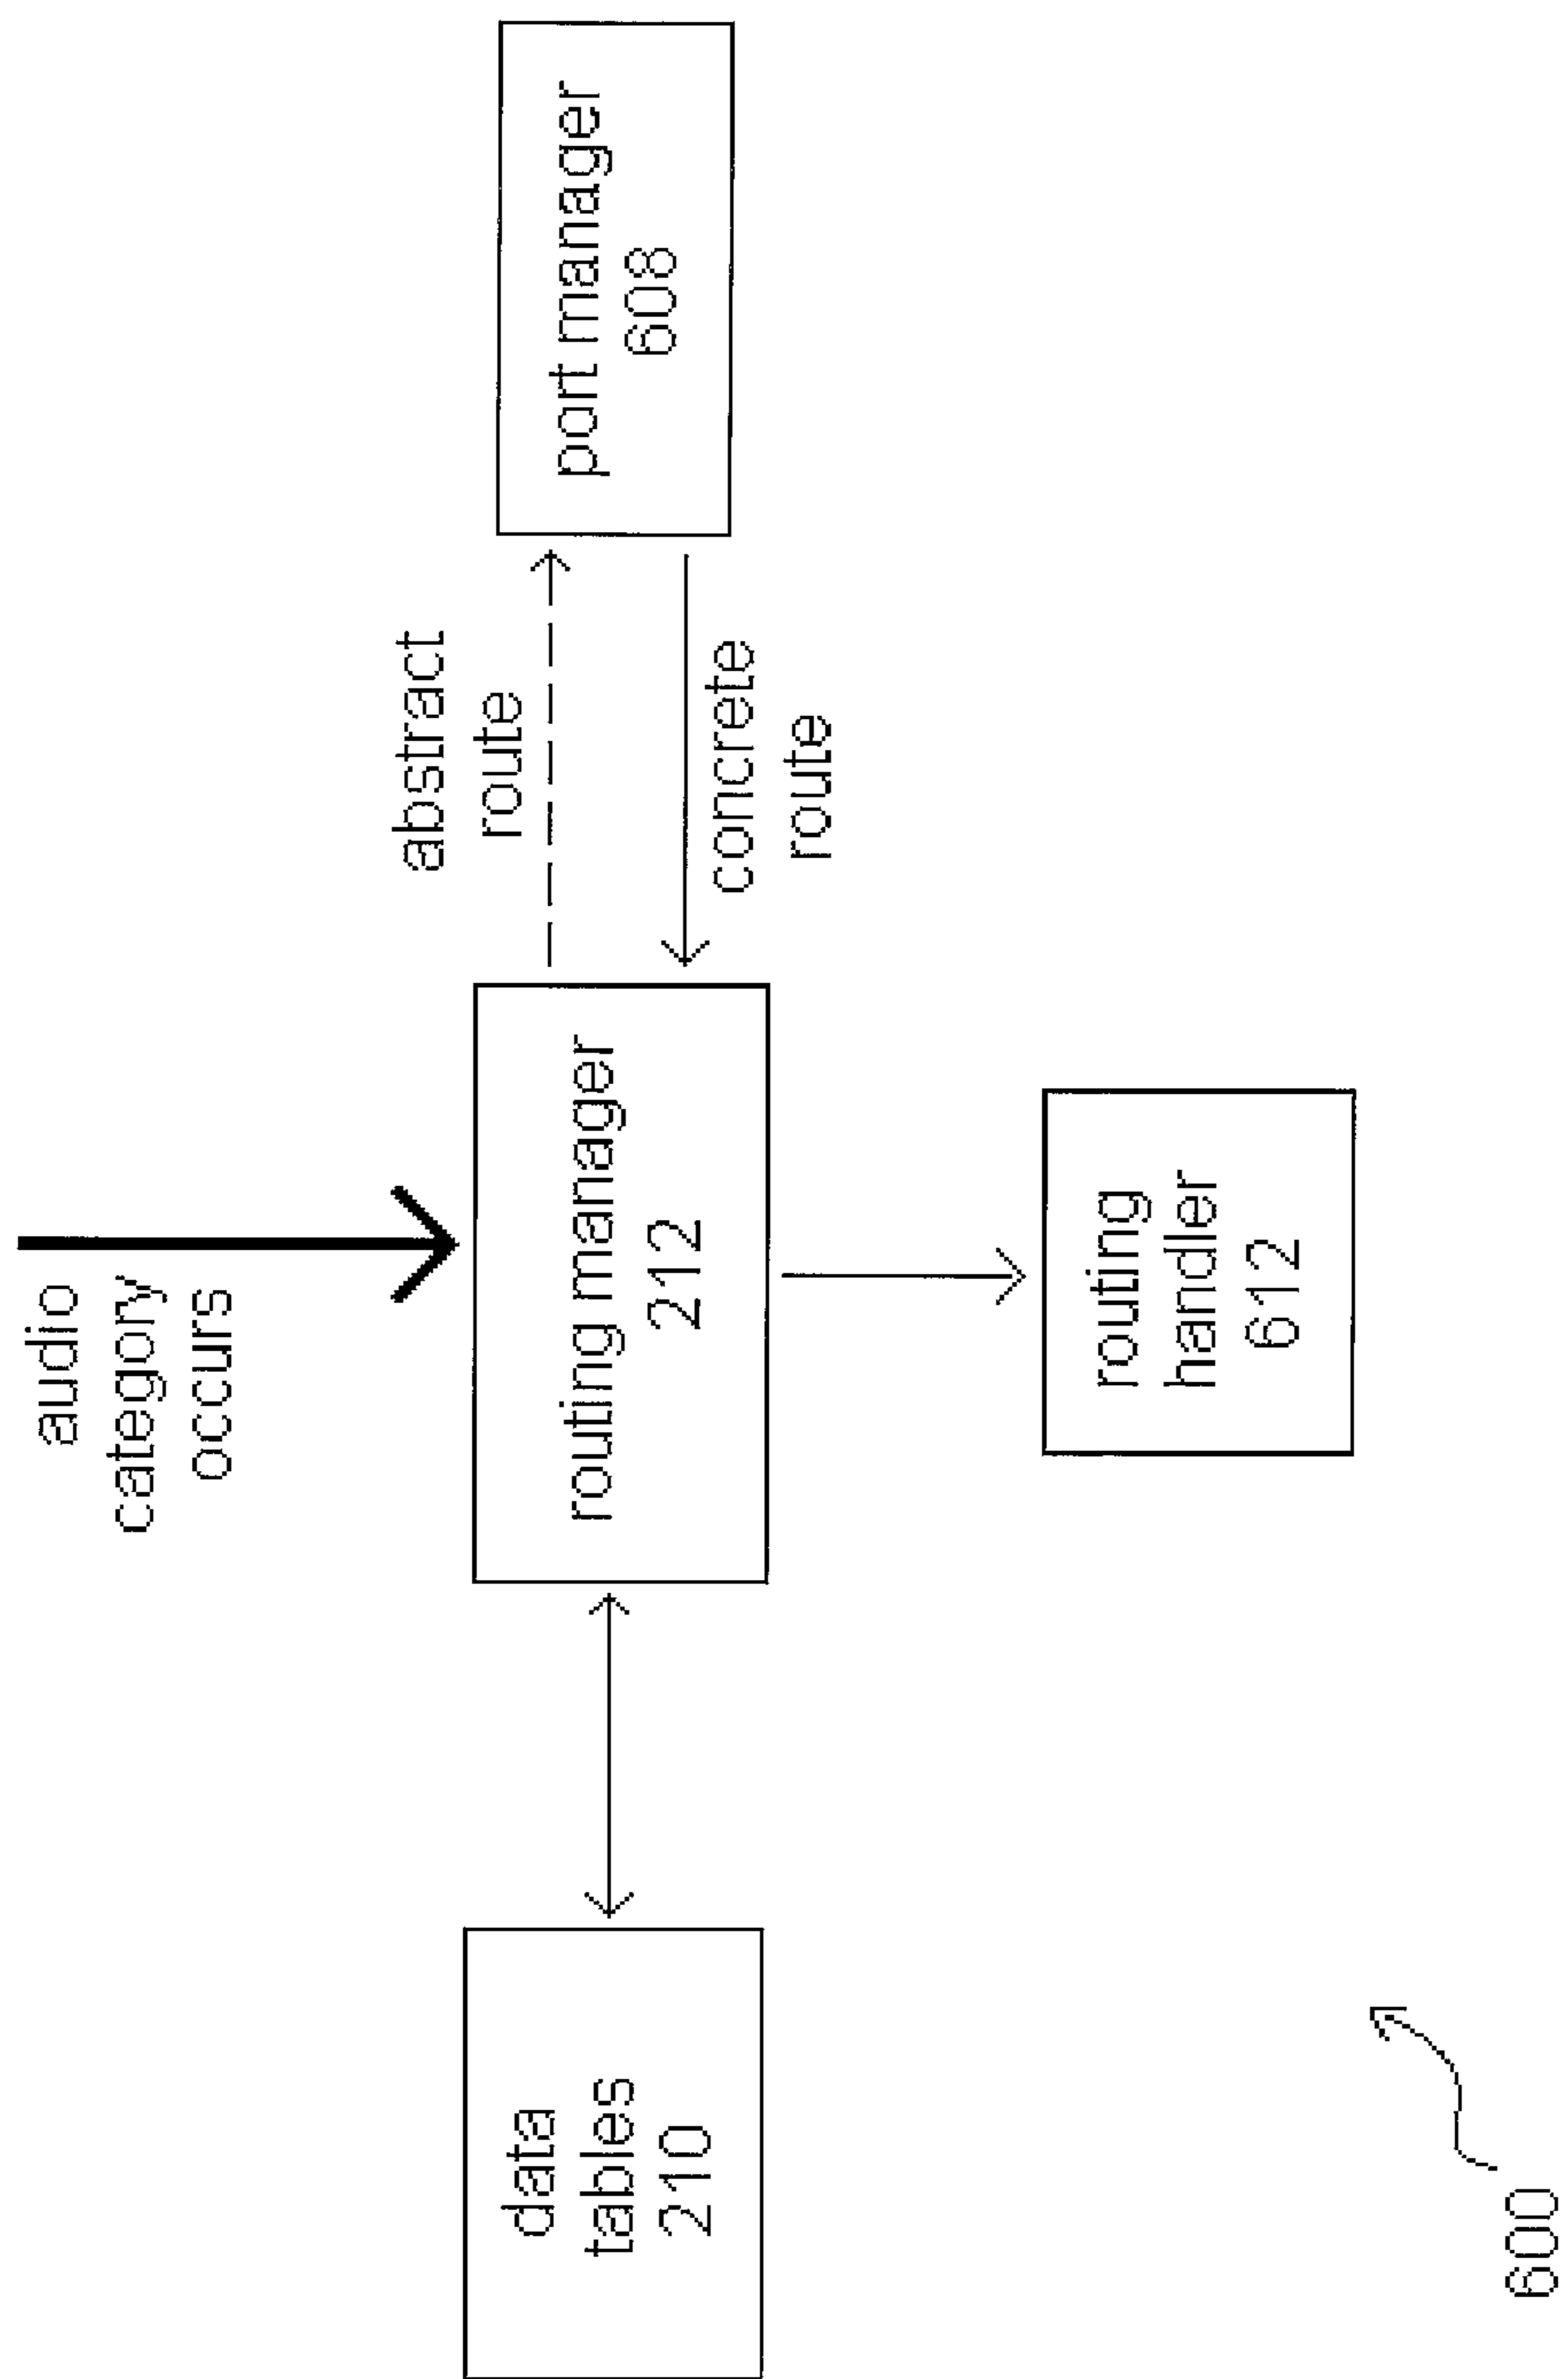 audio
category
occurs
data
tables
210
routing manager
212
abstract
route
concrete
route
port manager
608
routing
handler
612
600